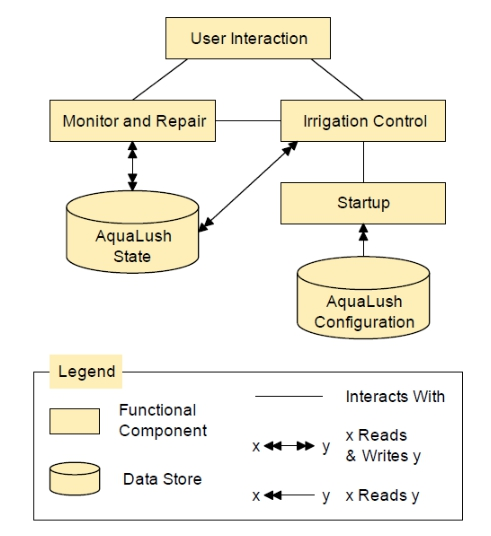 User Interaction
Monitor and Repair
Irrigation Control
Startup
AquaLush
State
AquaLush
Configuration
Legend
Functional
Component
Data Store
Interacts With
x y x Reads
& Writes y
x y x Reads y